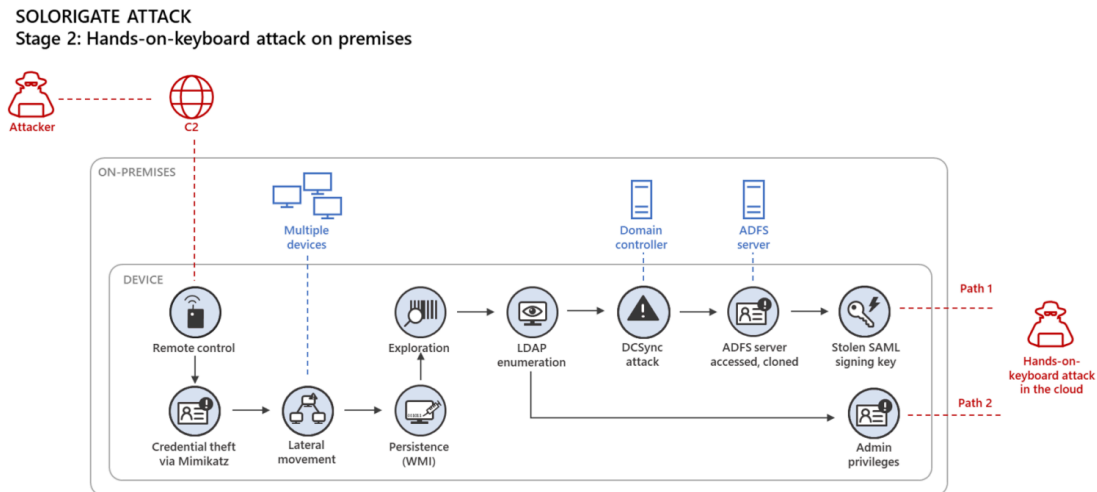 SOLORIGATE ATTACK
Stage 2: Hands-on-keyboard attack on premises
Attacker
C2
ON-PREMISES
Multiple
devices
Domain
controller
ADFS
server
DEVICE
Path 1
Remote control
Exploration
LDAP
enumeration
DCSync
attack
ADFS server
accessed, cloned
Stolen SAML
signing key
Hands-on-
keyboard attack
in the cloud
Path 2
Credential theft
via Mimikatz
Lateral
movement
Persistence
(WMI)
Admin
privileges